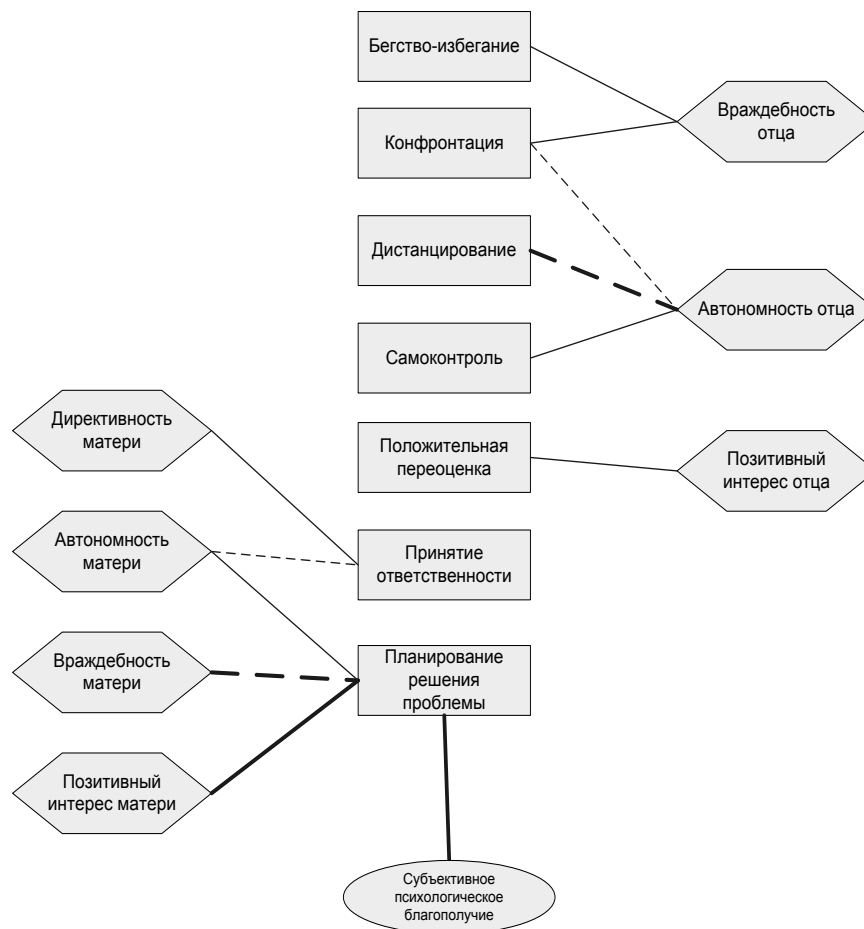 Бегство-избегание
Враждебность
отца
Конфронтация
Дистанцирование
Автономность отца
Самоконтроль
Директивность
матери
Положительная
переоценка
Позитивный
интерес отца
Автономность
матери
Принятие
ответственности
Враждебность
матери
Планирование
решения
проблемы
Позитивный
интерес матери
Субъективное
психологическое
благополучие